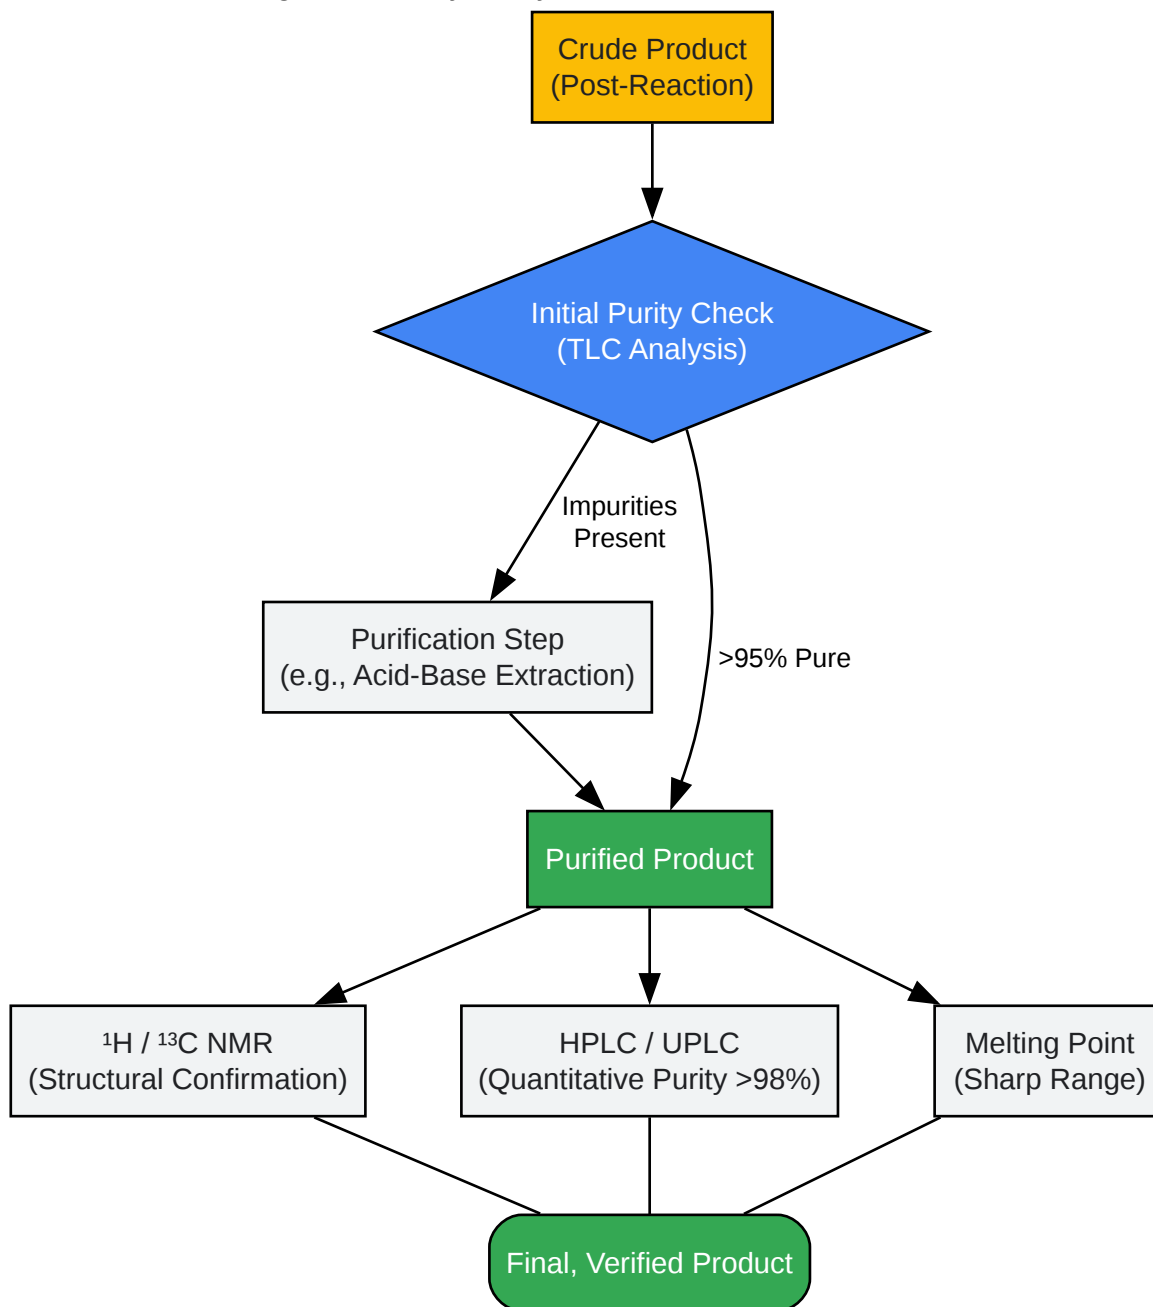 Crude Product
(Post-Reaction)
Initial Purity Check
(TLC Analysis)
Impurities
Present
Purification Step
(e.g., Acid-Base Extraction)
>95% Pure
Purified Product
¹H / ¹³C NMR
(Structural Confirmation)
HPLC / UPLC
(Quantitative Purity >98%)
Melting Point
(Sharp Range)
Final, Verified Product